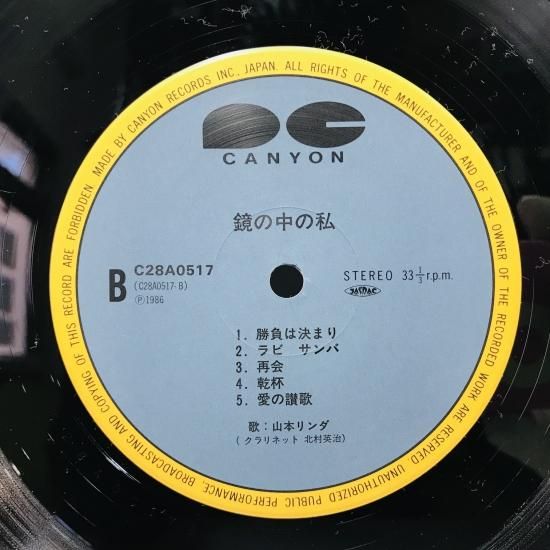 MADE BY CANYON RECORDS INC, JAPAN. ALL RIGHTS OF THE MANUFACTURER AND OF THE OWNER OF THE RECORDED WORK ARE RESERVED UNAUTHORIZED PUBLIC PERFORMANCE, BROADCASTING AND COPYING OF THIS RECORD ARE FORBIDDEN.
CANYON
鏡の中の私
B
C28A0517
(C28A0517-B)
Ⓟ1986
STEREO 33 1/3 r.p.m.
JASRAC
1. 勝負は決まり
2. ラビ サンバ
3. 再会
4. 乾杯
5. 愛の讃歌
歌：山本リンダ
(クラリネット 北村英治)